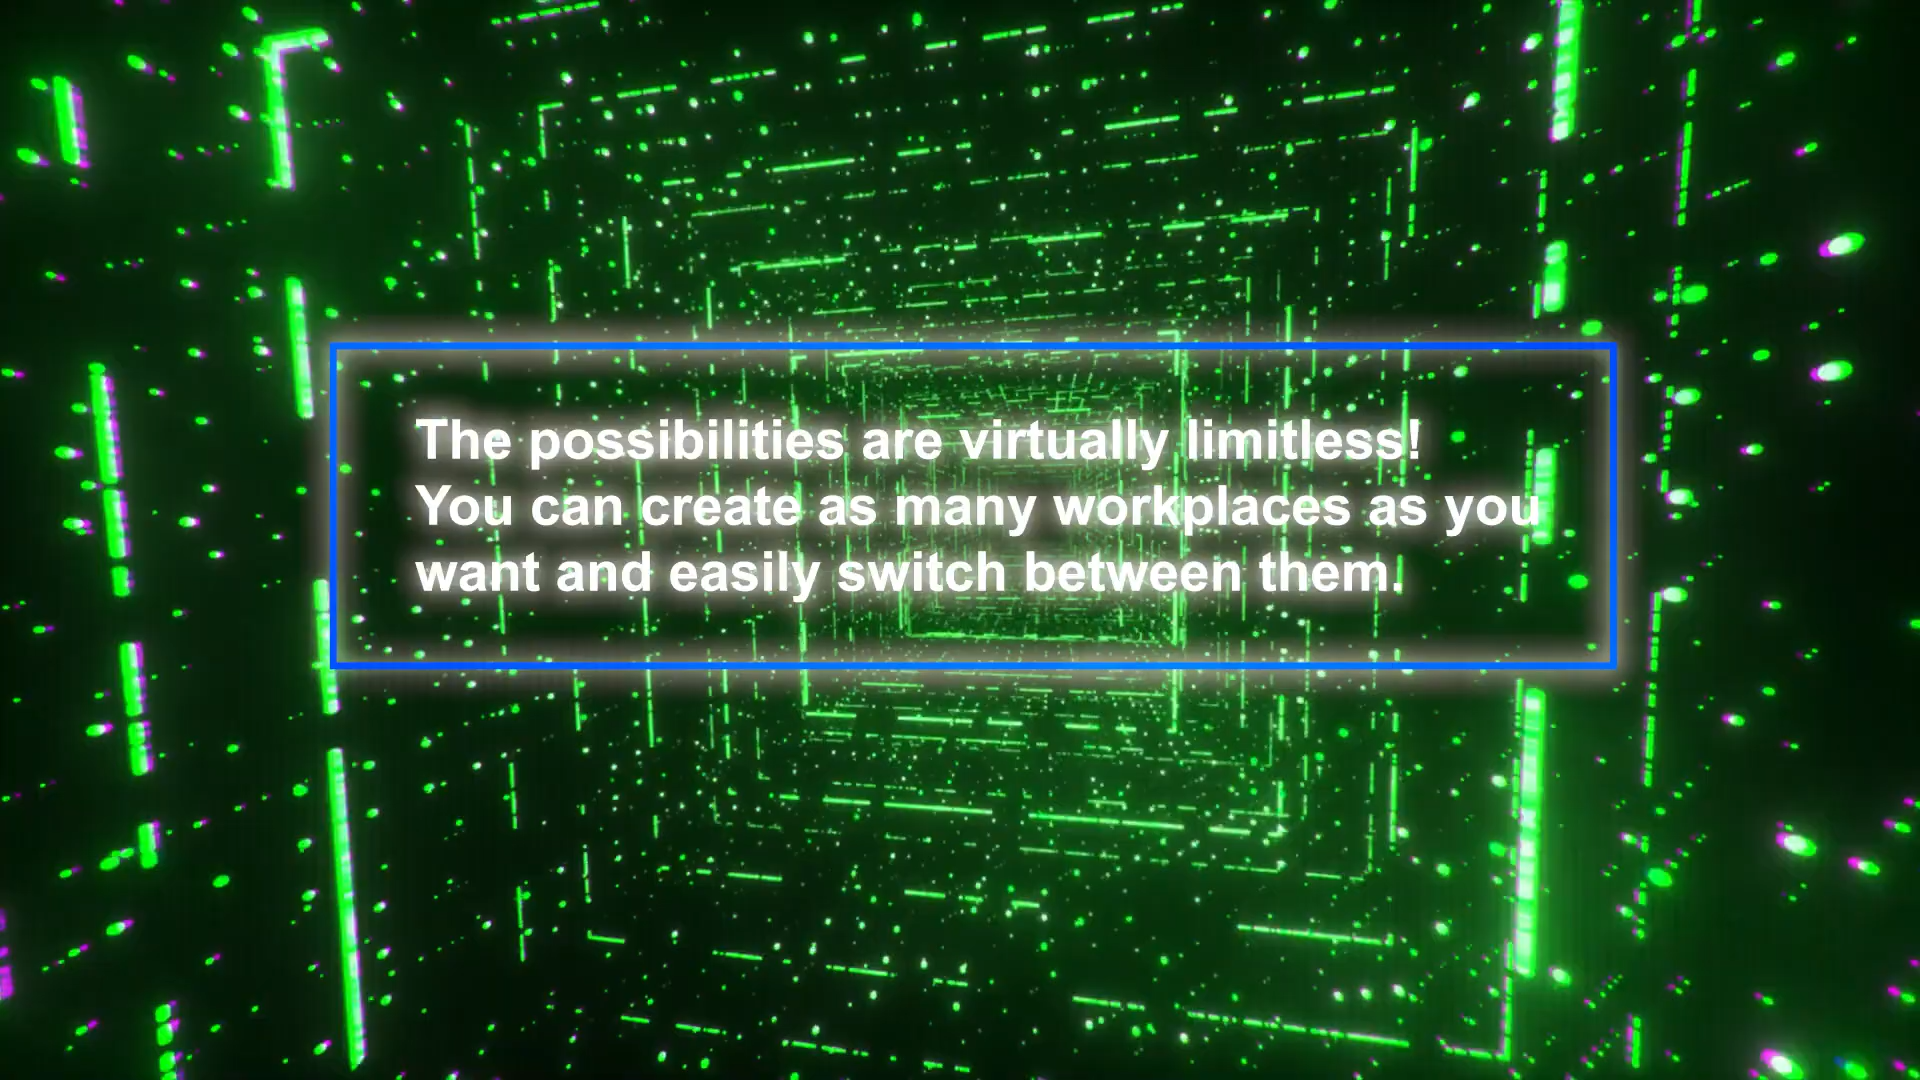 The possibilities are virtually limitless!
You can create as many workplaces as you
want and easily switch between them.